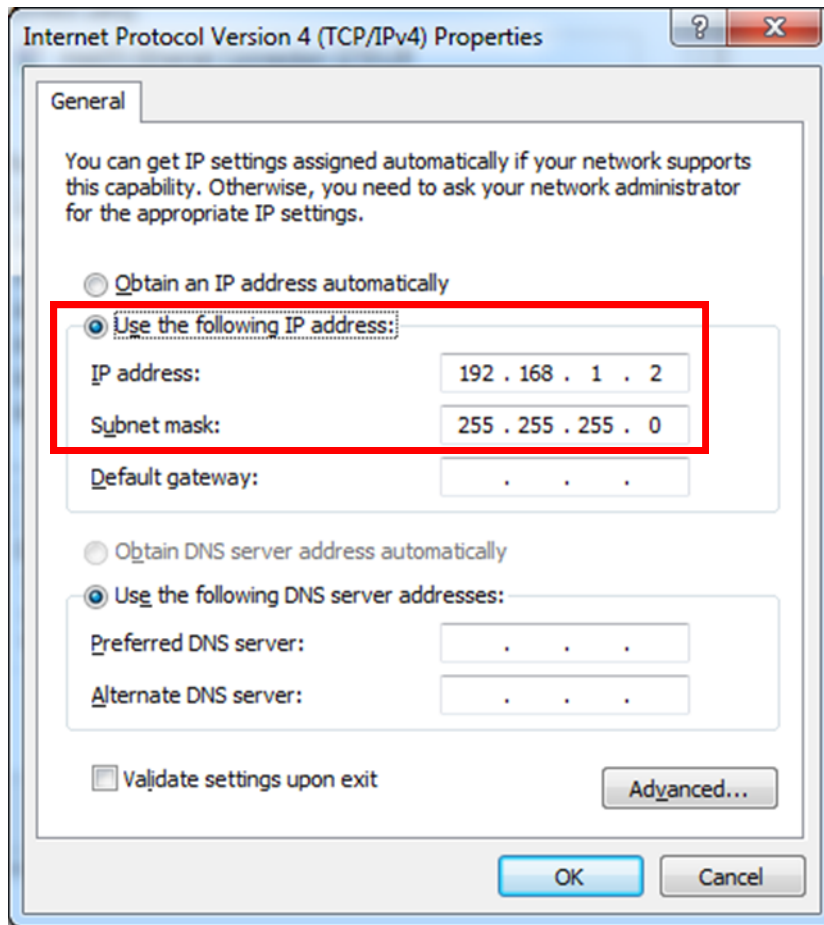 Internet Protocol Version 4 (TCP/IPv4) Properties
General
You can get IP settings assigned automatically if your network supports
this capability. Otherwise, you need to ask your network administrator
for the appropriate IP settings.
Obtain an IP address automatically
Use the following IP address:
IP address: 192 . 168 . 1 . 2
Subnet mask: 255 . 255 . 255 . 0
Default gateway: . . .
Obtain DNS server address automatically
Use the following DNS server addresses:
Preferred DNS server: . . .
Alternate DNS server: . . .
Validate settings upon exit
Advanced...
OK Cancel